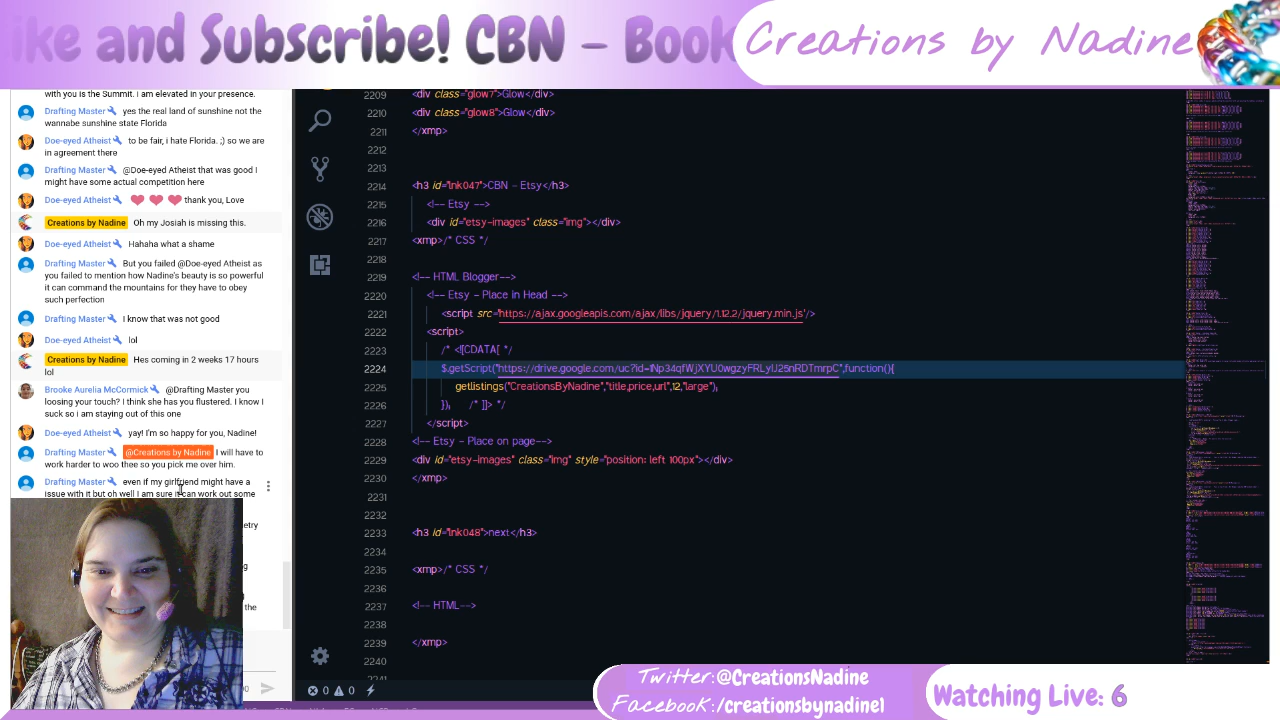 ike and Subscribe! CBN - Book
Creations by Nadine
with you is the Summit. i am elevated in your presence.
Drafting Master yes the real land of sunshine not the
wannabe sunshine state Florida
Doe-eyed Atheist to be fair, i hate Florida. ;) so we are
in agreement there
Drafting Master @Doe-eyed Atheist that was good I
might have some actual competition here
Doe-eyed Atheist thank you, Love
Creations by Nadine Oh my Josiah is missing this.
Doe-eyed Atheist Hahaha what a shame
Drafting Master But you failed @Doe-eyed Atheist as
you failed to mention how Nadine's beauty is so powerful
it can command the mountains for they have to obey
such perfection
Drafting Master I know that was not good
Doe-eyed Atheist lol
Creations by Nadine Hes coming in 2 weeks 17 hours
lol
Brooke Aurelia McCormick @Drafting Master you
loosing your touch? I think she has you flustered. I know I
suck so i am staying out of this one
Doe-eyed Atheist yay! I'm so happy for you, Nadine!
Drafting Master @Creations by Nadine I will have to
work harder to woo thee so you pick me over him.
Drafting Master even if my girlfriend might have a
issue with it but oh well I am sure it can work out some
etry
g
the
2209 <div class="glow7">Glow</div>
2210 <div class="glow8">Glow</div>
2211 </xmp>
2212
2213
2214 <h3 id="lnk047">CBN - Etsy</h3>
2215 <!-- Etsy -->
2216 <div id="etsy-images" class="img"></div>
2217 <xmp>/* CSS */
2218
2219 <!-- HTML Blogger-->
2220 <!-- Etsy - Place in Head -->
2221 <script src='https://ajax.googleapis.com/ajax/libs/jquery/1.12.2/jquery.min.js'/>
2222 <script>
2223 /* <![CDATA[ */
2224 $.getScript("https://drive.google.com/uc?id=1Np34qfWjXYU0wgzyFRLyIJ25nRDTmrpC",function(){
2225 getlistings("CreationsByNadine","title,price,url",12,"large");
2226 }); /* ]]> */
2227 </script>
2228 <!-- Etsy - Place on page-->
2229 <div id="etsy-images" class="img" style="position: left 100px"></div>
2230 </xmp>
2231
2232
2233 <h3 id="lnk048">next</h3>
2234
2235 <xmp>/* CSS */
2236
2237 <!-- HTML-->
2238
2239 </xmp>
2240
0 0
Twitter:@CreationsNadine
Facebook:/creationsbynadine1
Watching Live: 6